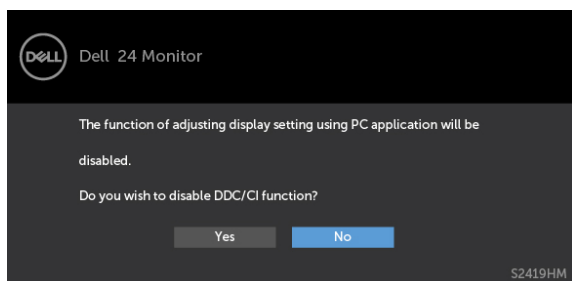 DELL
Dell 24 Monitor
The function of adjusting display setting using PC application will be
disabled.
Do you wish to disable DDC/CI function?
Yes
No
S2419HM